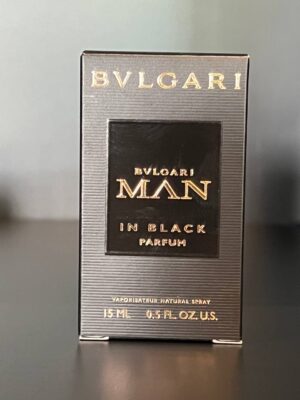 BVLGARI
BVLGARI
MAN
IN BLACK
PARFUM
VAPORISATEUR NATURAL SPRAY
15 ML 0.5 FL. OZ. U.S.